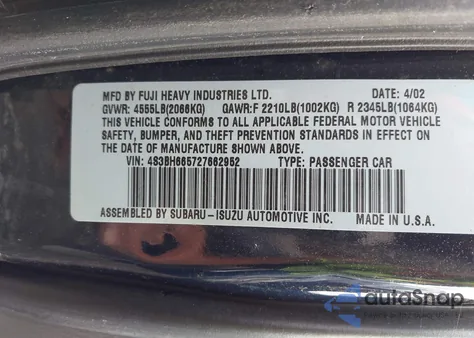 MFD BY FUJI HEAVY INDUSTRIES LTD. 4/02
GVWR: 4555LB(2066KG) GAWR:F 2210LB(1002KG) R 2345LB(1064KG)
THIS VEHICLE CONFORMS TO ALL APPLICABLE FEDERAL MOTOR VEHICLE
SAFETY, BUMPER, AND THEFT PREVENTION STANDARDS IN EFFECT ON
THE DATE OF MANUFACTURE SHOWN ABOVE.
VIN: 4S3BH665727662952 TYPE: PASSENGER CAR
ASSEMBLED BY SUBARU-ISUZU AUTOMOTIVE INC. MADE IN U.S.A.
autoSnap